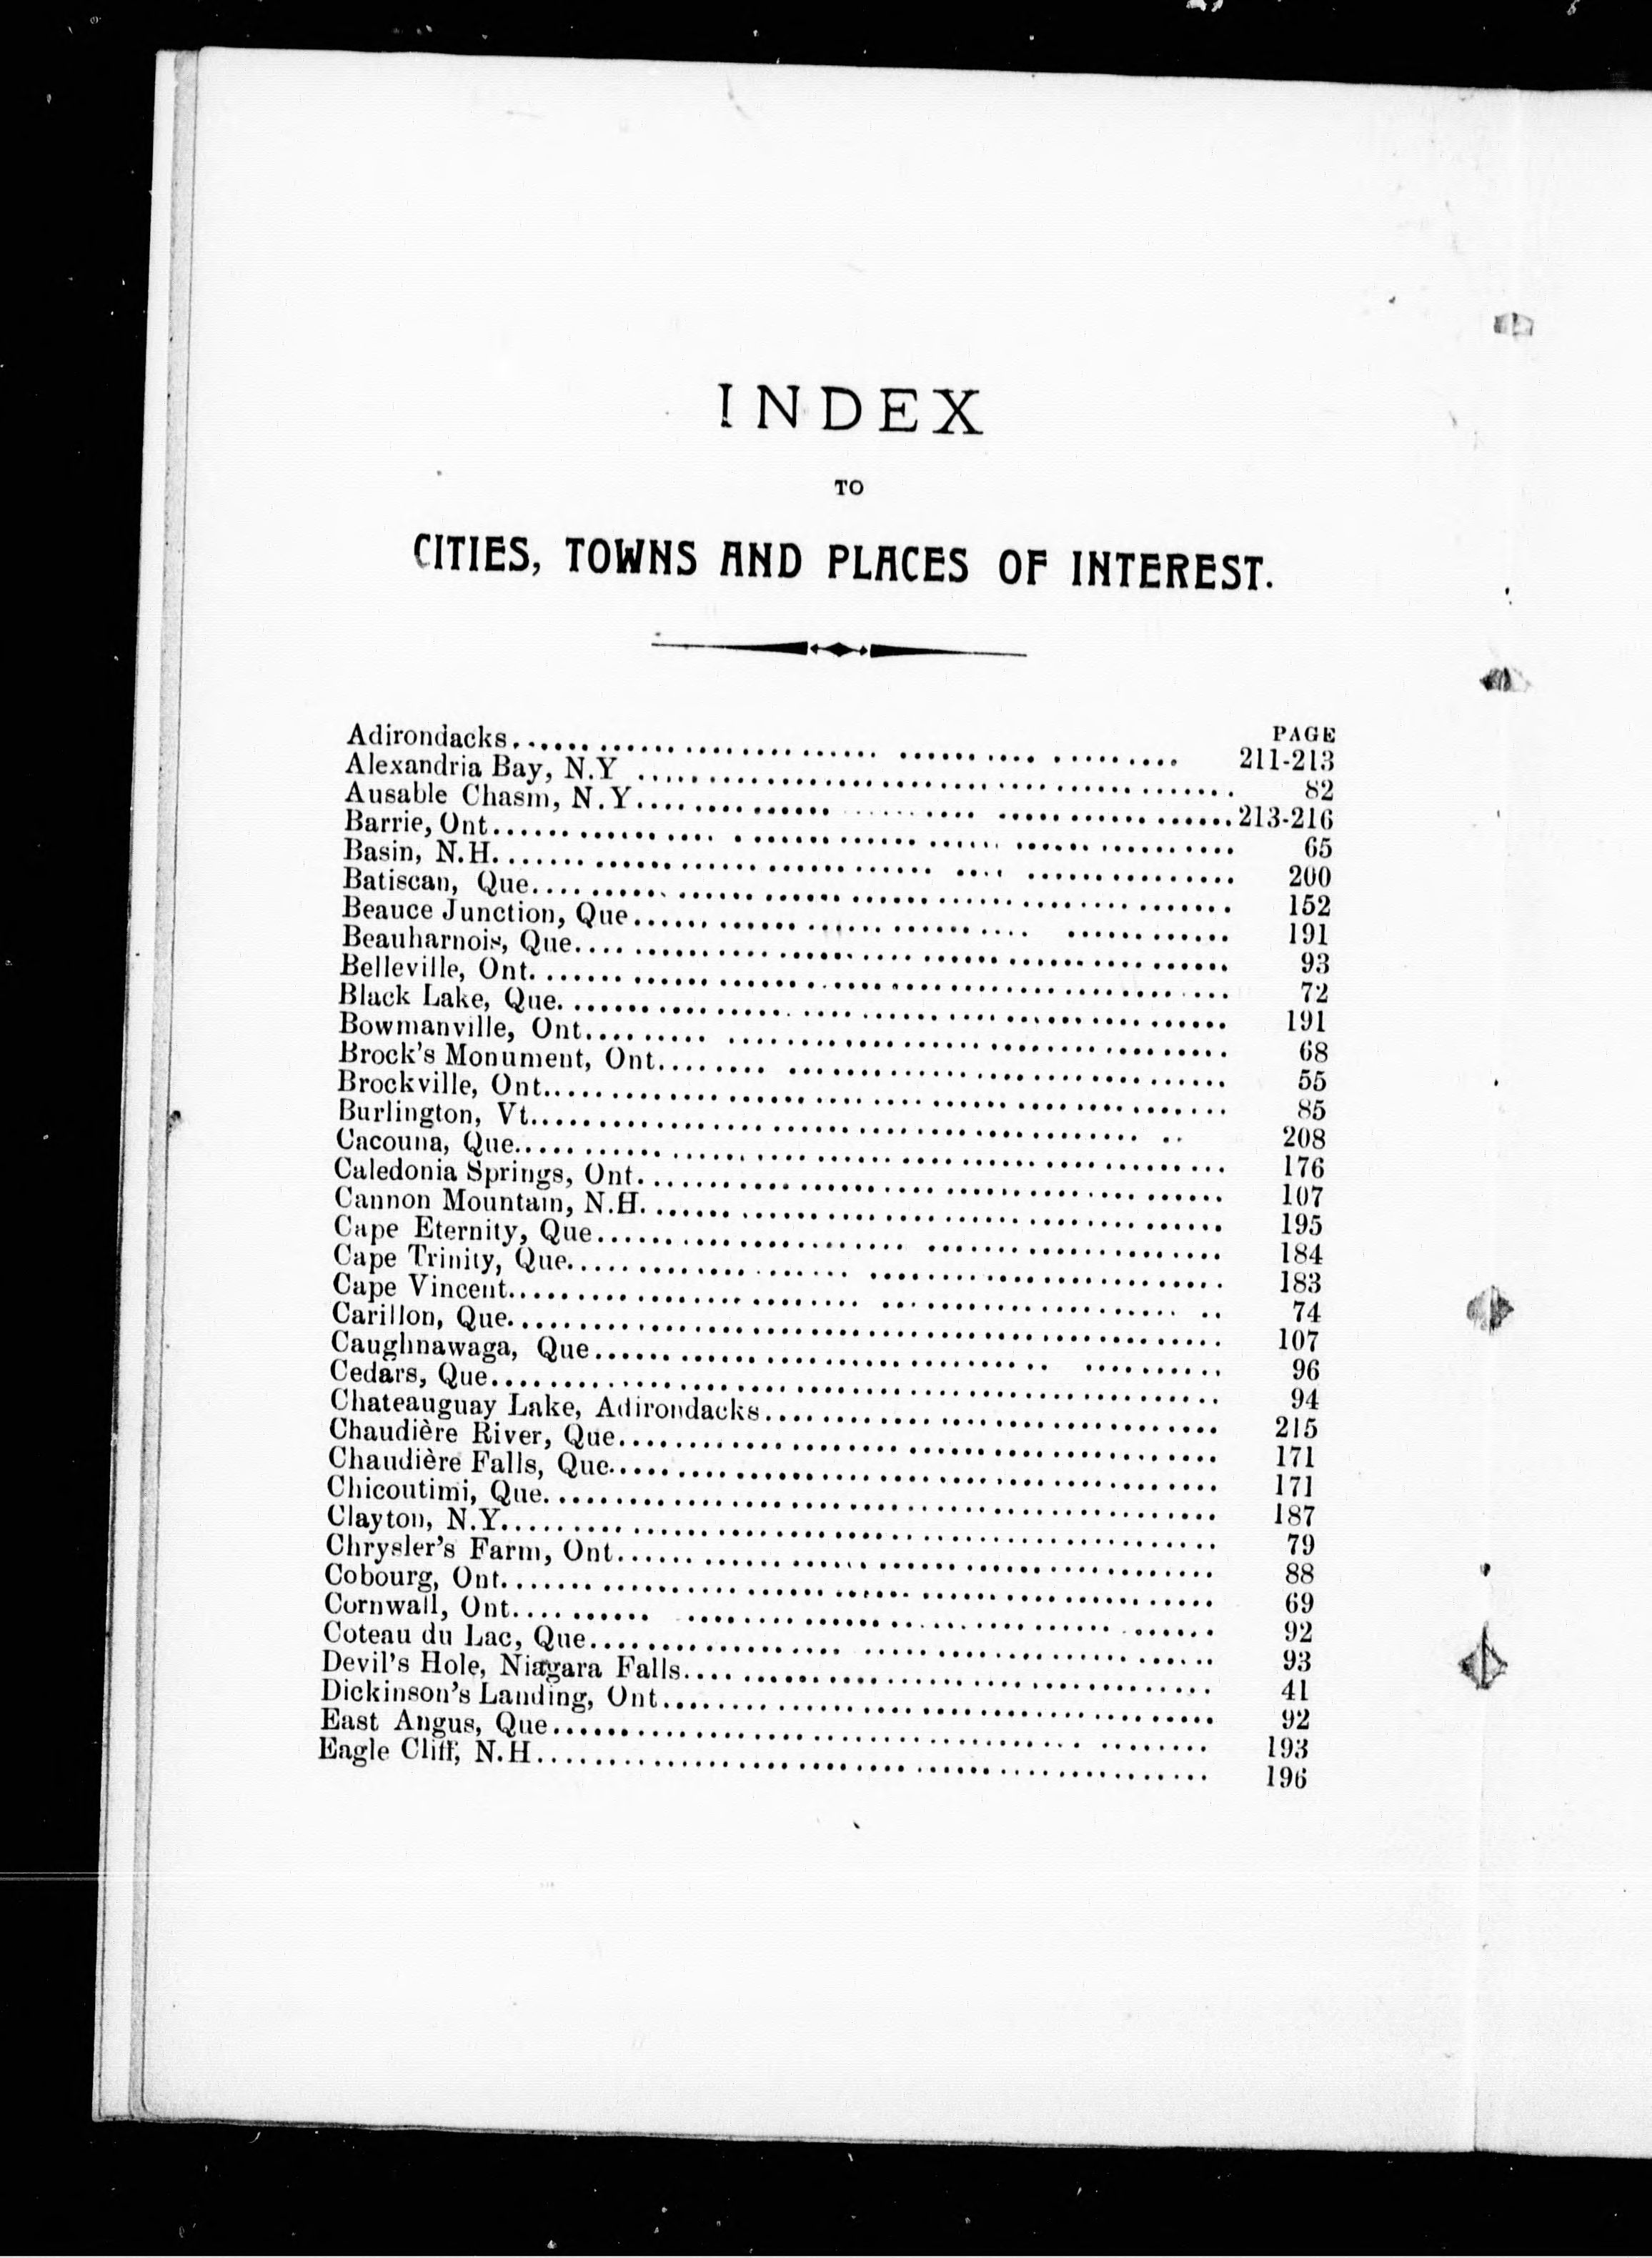 INDEX
TO
CITIES, TOWNS AND PLACES OF INTEREST.
PAGE
Adirondacks 211-213
Alexandria Bay, N.Y 82
Ausable Chasm, N.Y 213-216
Barrie, Ont 65
Basin, N.H. 200
Batiscan, Que 152
Beauce Junction, Que 191
Beauharnois, Que 93
Belleville, Ont. 72
Black Lake, Que. 191
Bowmanville, Ont 68
Brock's Monument, Ont 55
Brockville, Ont 85
Burlington, Vt 208
Cacouna, Que 176
Caledonia Springs, Ont. 107
Cannon Mountain, N.H. 195
Cape Eternity, Que 184
Cape Trinity, Que. 183
Cape Vincent 74
Carillon, Que. 107
Caughnawaga, Que 96
Cedars, Que 94
Chateauguay Lake, Adirondacks 215
Chaudière River, Que 171
Chaudière Falls, Que 171
Chicoutimi, Que. 187
Clayton, N.Y. 79
Chrysler's Farm, Ont 88
Cobourg, Ont. 69
Cornwall, Ont 92
Coteau du Lac, Que 93
Devil's Hole, Niagara Falls 41
Dickinson's Landing, Ont 92
East Angus, Que 193
Eagle Cliff, N.H 196